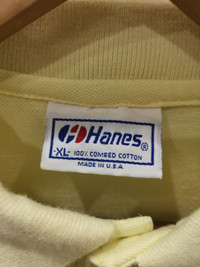 Hanes®
-XL- 100% COMBED COTTON
MADE IN U.S.A.